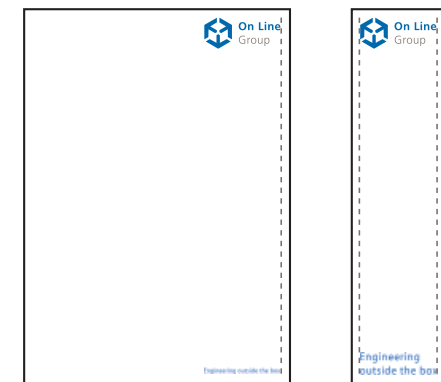 On Line
Group
Engineering outside the box
On Line
Group
Engineering
outside the box